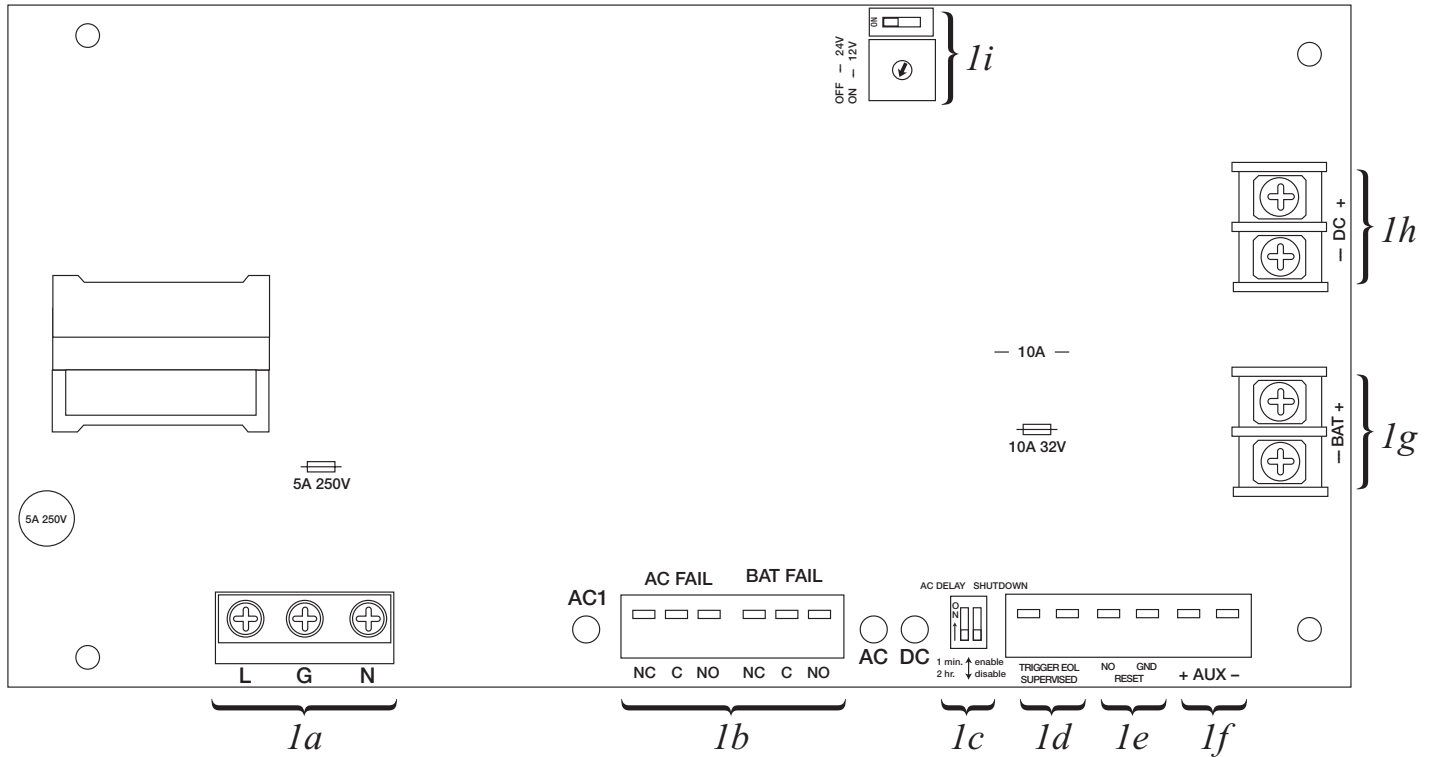 ON
OFF – 24V
ON – 12V
1i
– DC +
1h
– 10A –
– BAT +
1g
10A 32V
5A 250V
5A 250V
AC FAIL BAT FAIL
AC DELAY SHUTDOWN
AC1
ON
AC DC
1 min. enable
2 hr. disable
L G N
NC C NO NC C NO
TRIGGER EOL
SUPERVISED
NO GND
RESET
+ AUX –
1a 1b 1c 1d 1e 1f